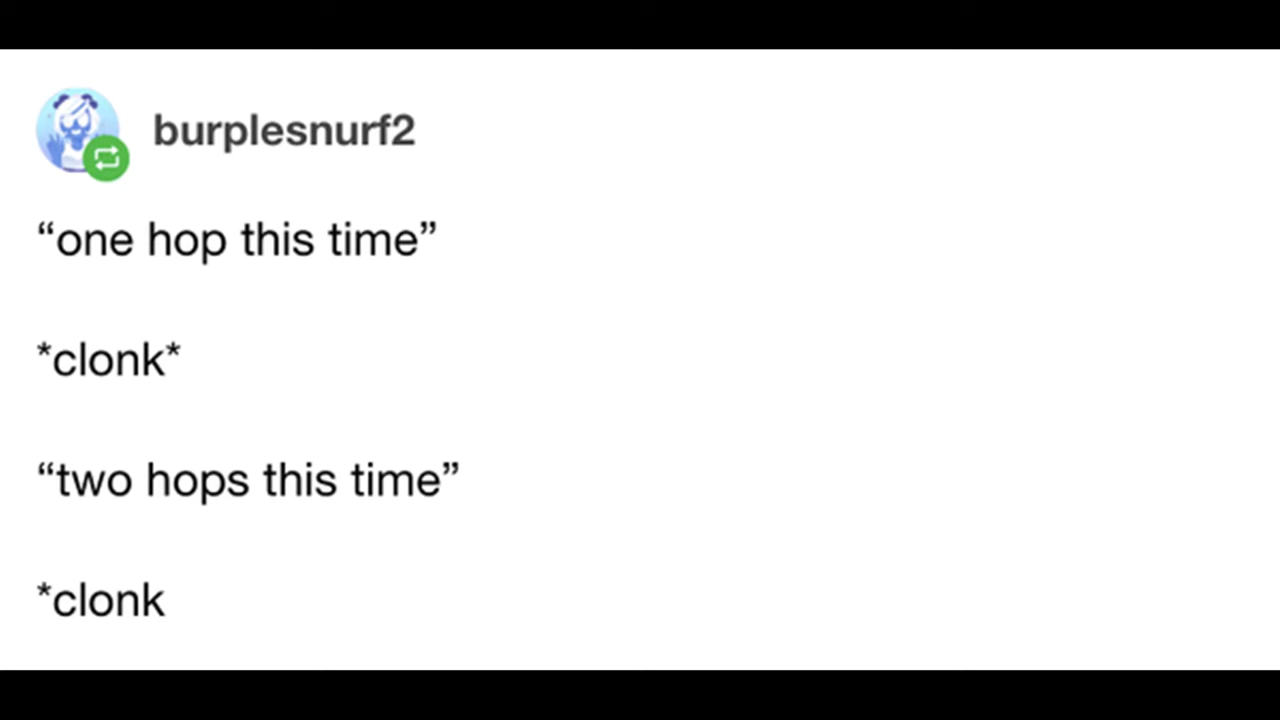 burplesnurf2
“one hop this time”
*clonk*
“two hops this time”
*clonk